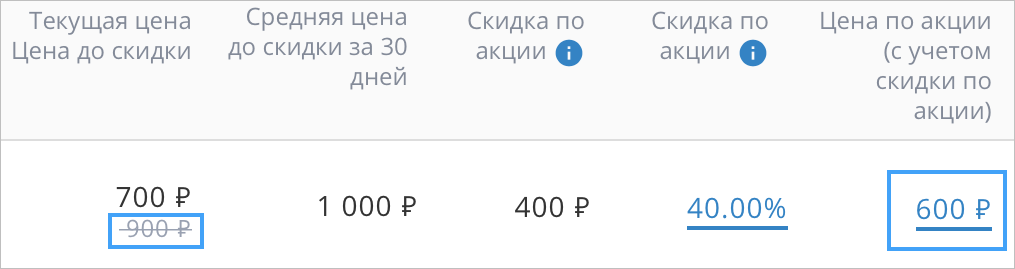 Текущая цена
Цена до скидки
Средняя цена
до скидки за 30
дней
Скидка по
акции i
Скидка по
акции i
Цена по акции
(с учетом
скидки по
акции)
700 ₽
900 ₽
1 000 ₽
400 ₽
40.00%
600 ₽